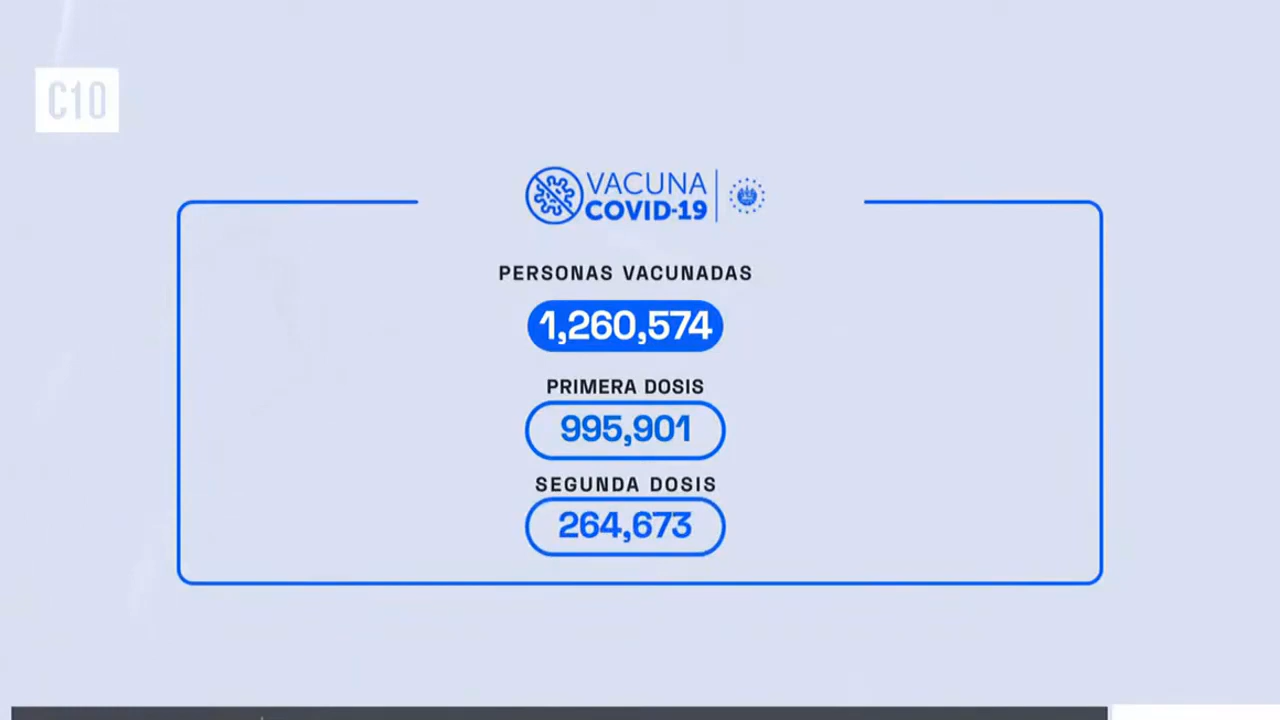 C10
VACUNA
COVID-19
PERSONAS VACUNADAS
1,260,574
PRIMERA DOSIS
995,901
SEGUNDA DOSIS
264,673